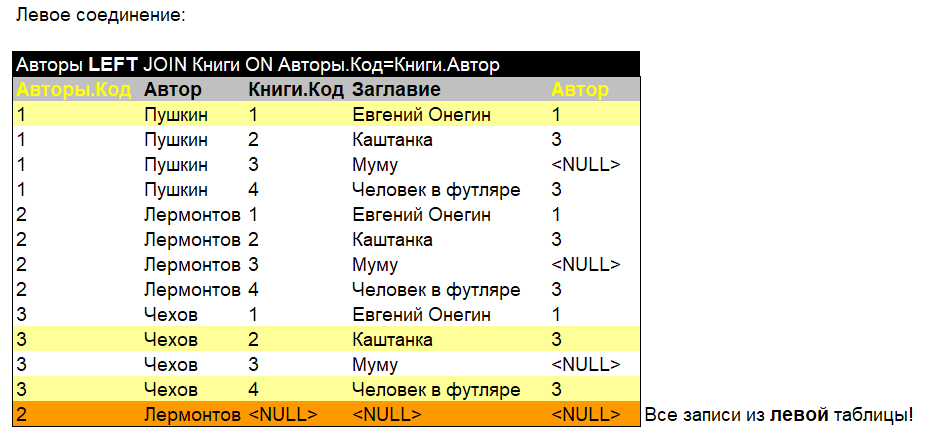 Левое соединение:
Авторы LEFT JOIN Книги ON Авторы.Код=Книги.Автор
Авторы.Код Автор Книги.Код Заглавие Автор
1 Пушкин 1 Евгений Онегин 1
1 Пушкин 2 Каштанка 3
1 Пушкин 3 Муму <NULL>
1 Пушкин 4 Человек в футляре 3
2 Лермонтов 1 Евгений Онегин 1
2 Лермонтов 2 Каштанка 3
2 Лермонтов 3 Муму <NULL>
2 Лермонтов 4 Человек в футляре 3
3 Чехов 1 Евгений Онегин 1
3 Чехов 2 Каштанка 3
3 Чехов 3 Муму <NULL>
3 Чехов 4 Человек в футляре 3
2 Лермонтов <NULL> <NULL> <NULL> Все записи из левой таблицы!